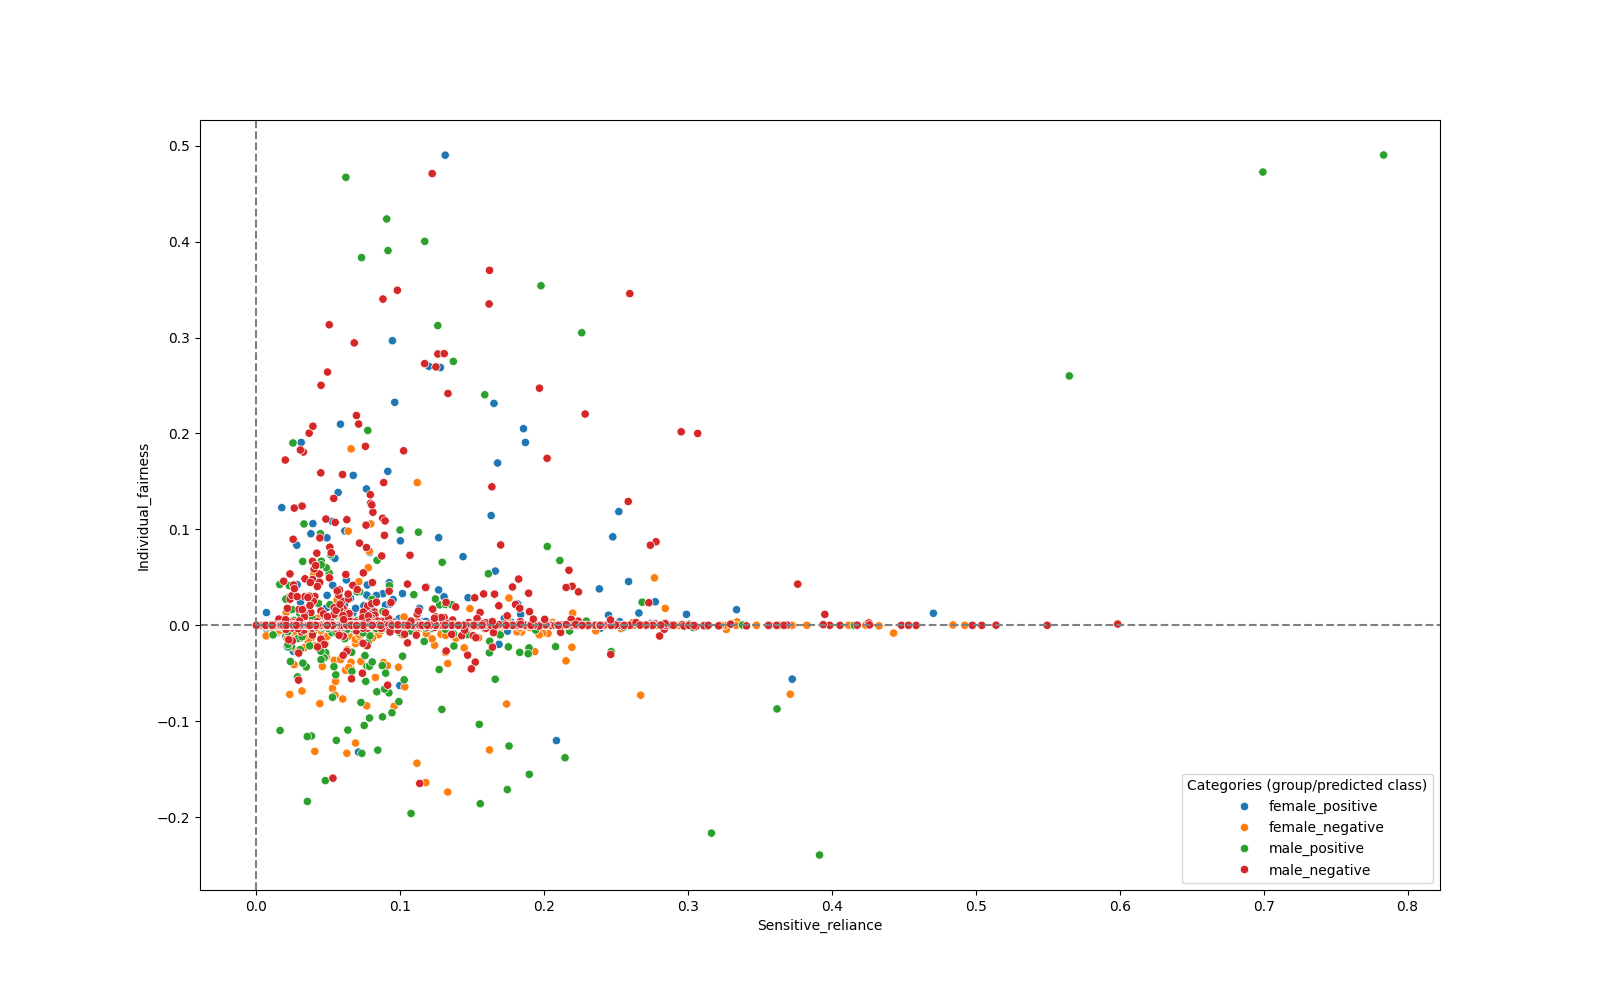 0.5
0.4
0.3
0.2
0.1
0.0
−0.1
−0.2
Individual_fairness
0.0 0.1 0.2 0.3 0.4 0.5 0.6 0.7 0.8
Sensitive_reliance
Categories (group/predicted class)
female_positive
female_negative
male_positive
male_negative